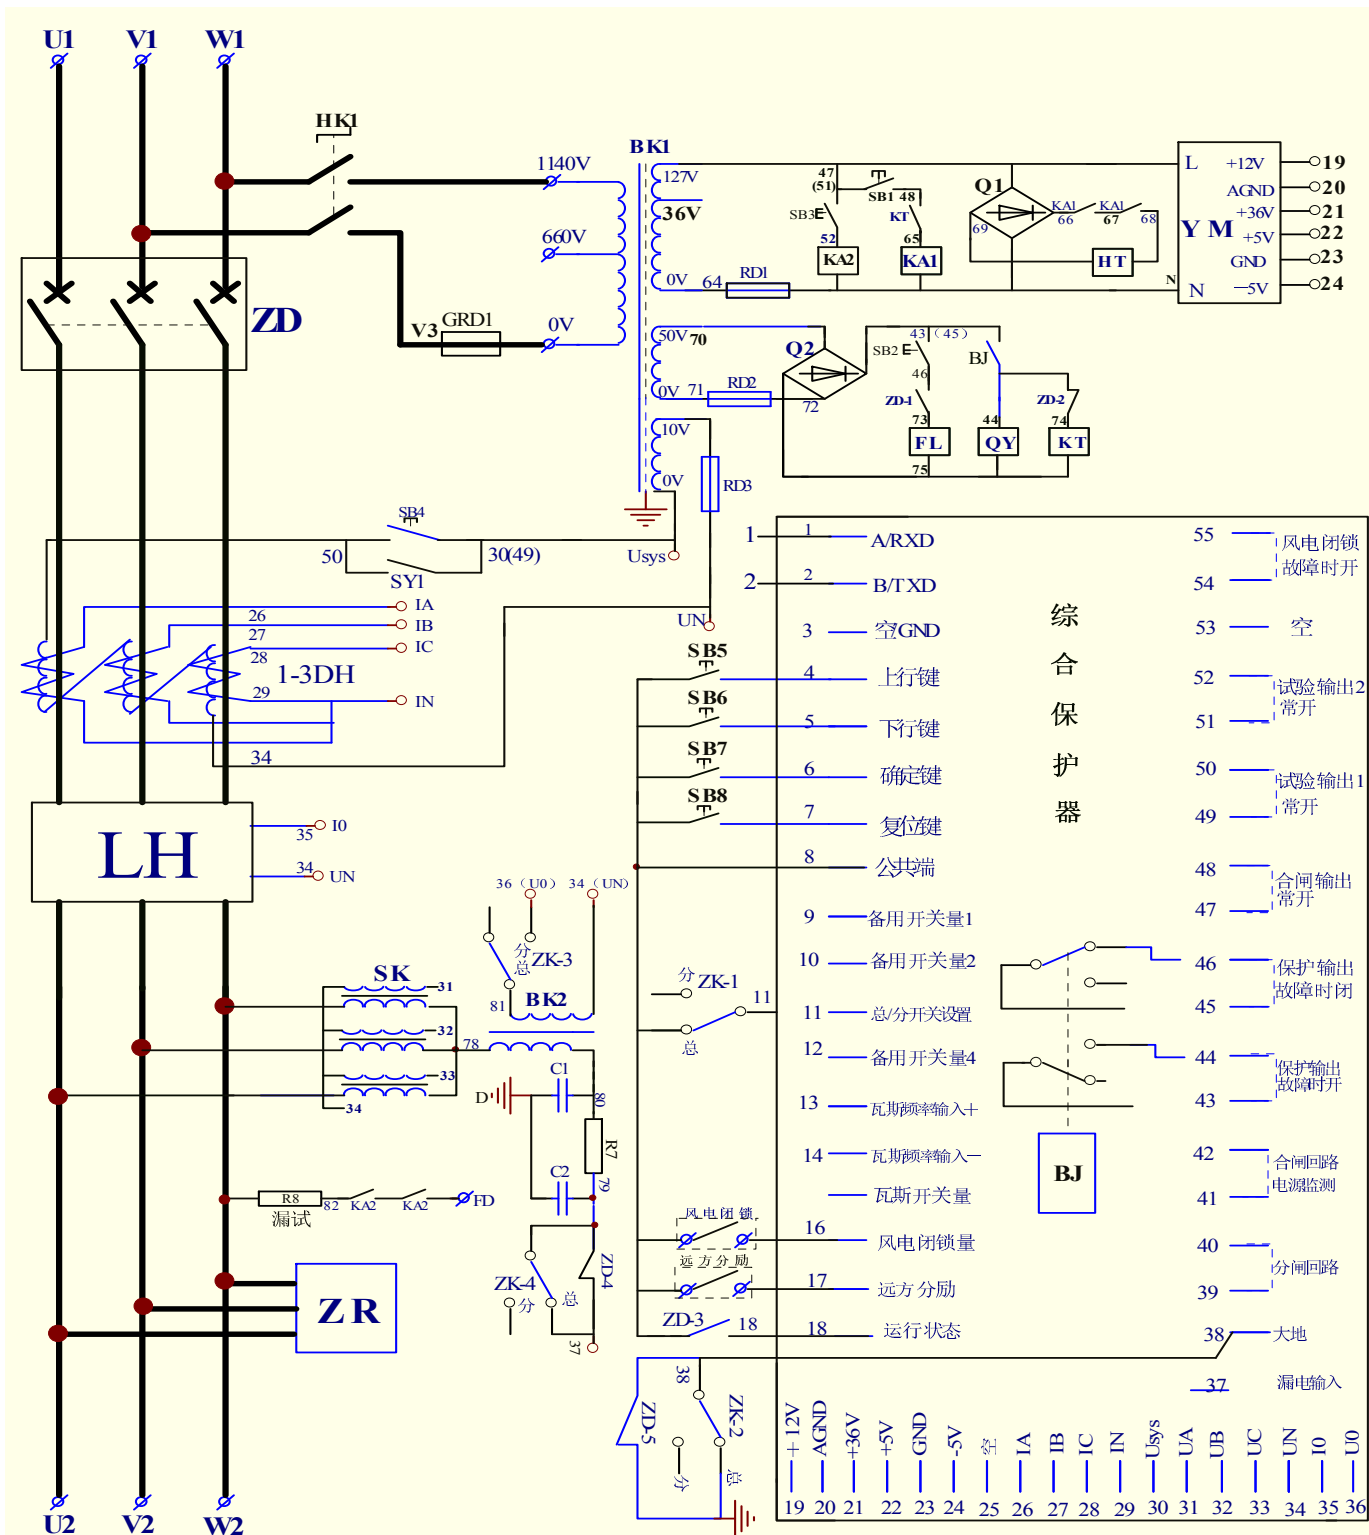 U1 V1 W1
HK1
1140V
BK1
127V
36V
660V
0V
64
RD1
V3
GRD1
0V
47
(51)
SB1
48
SB3
KT
52
65
KA2
KA1
Q1
KA1
KA1
66
67
68
69
HT
L
+12V
19
AGND
20
+36V
21
YM
+5V
22
GND
23
N
N
—5V
24
ZD
50V
70
0V
71
RD2
72
Q2
43（45）
SB2
46
BJ
ZD-1
ZD-2
73
44
74
FL
QY
KT
75
10V
0V
RD3
SB4
50
30(49)
SY1
Usys
UN
IA
26
IB
27
IC
28
1-3DH
29
IN
34
LH
35
I0
34
UN
36（U0） 34（UN）
分
总
ZK-3
81
BK2
SK
31
32
78
33
34
C1
D
80
R7
C2
79
R8
82
KA2
KA2
FD
漏试
ZK-4
分
总
ZD-4
37
ZR
U2 V2 W2
SB5
SB6
SB7
SB8
分
ZK-1
11
总
风电闭锁
远方分励
ZD-3
18
38
ZD-5
ZK-2
分
总
综合保护器
1
1
A/RXD
2
2
B/TXD
3
空/GND
4
上行键
5
下行键
6
确定键
7
复位键
8
公共端
9
备用开关量1
10
备用开关量2
11
总/分开关设置
12
备用开关量4
13
瓦斯频率输入+
14
瓦斯频率输入—
瓦斯开关量
16
风电闭锁量
17
远方分励
18
运行状态
55
风电闭锁
故障时开
54
53
空
52
试验输出2
常开
51
50
试验输出1
常开
49
48
合闸输出
常开
47
46
保护输出
故障时闭
45
44
保护输出
故障时开
43
BJ
42
合闸回路
电源监测
41
40
分闸回路
39
38
大地
37
漏电输入
+12V AGND +36V +5V GND -5V 空 IA IB IC IN Usys UA UB UC UN I0 U0
19 20 21 22 23 24 25 26 27 28 29 30 31 32 33 34 35 36